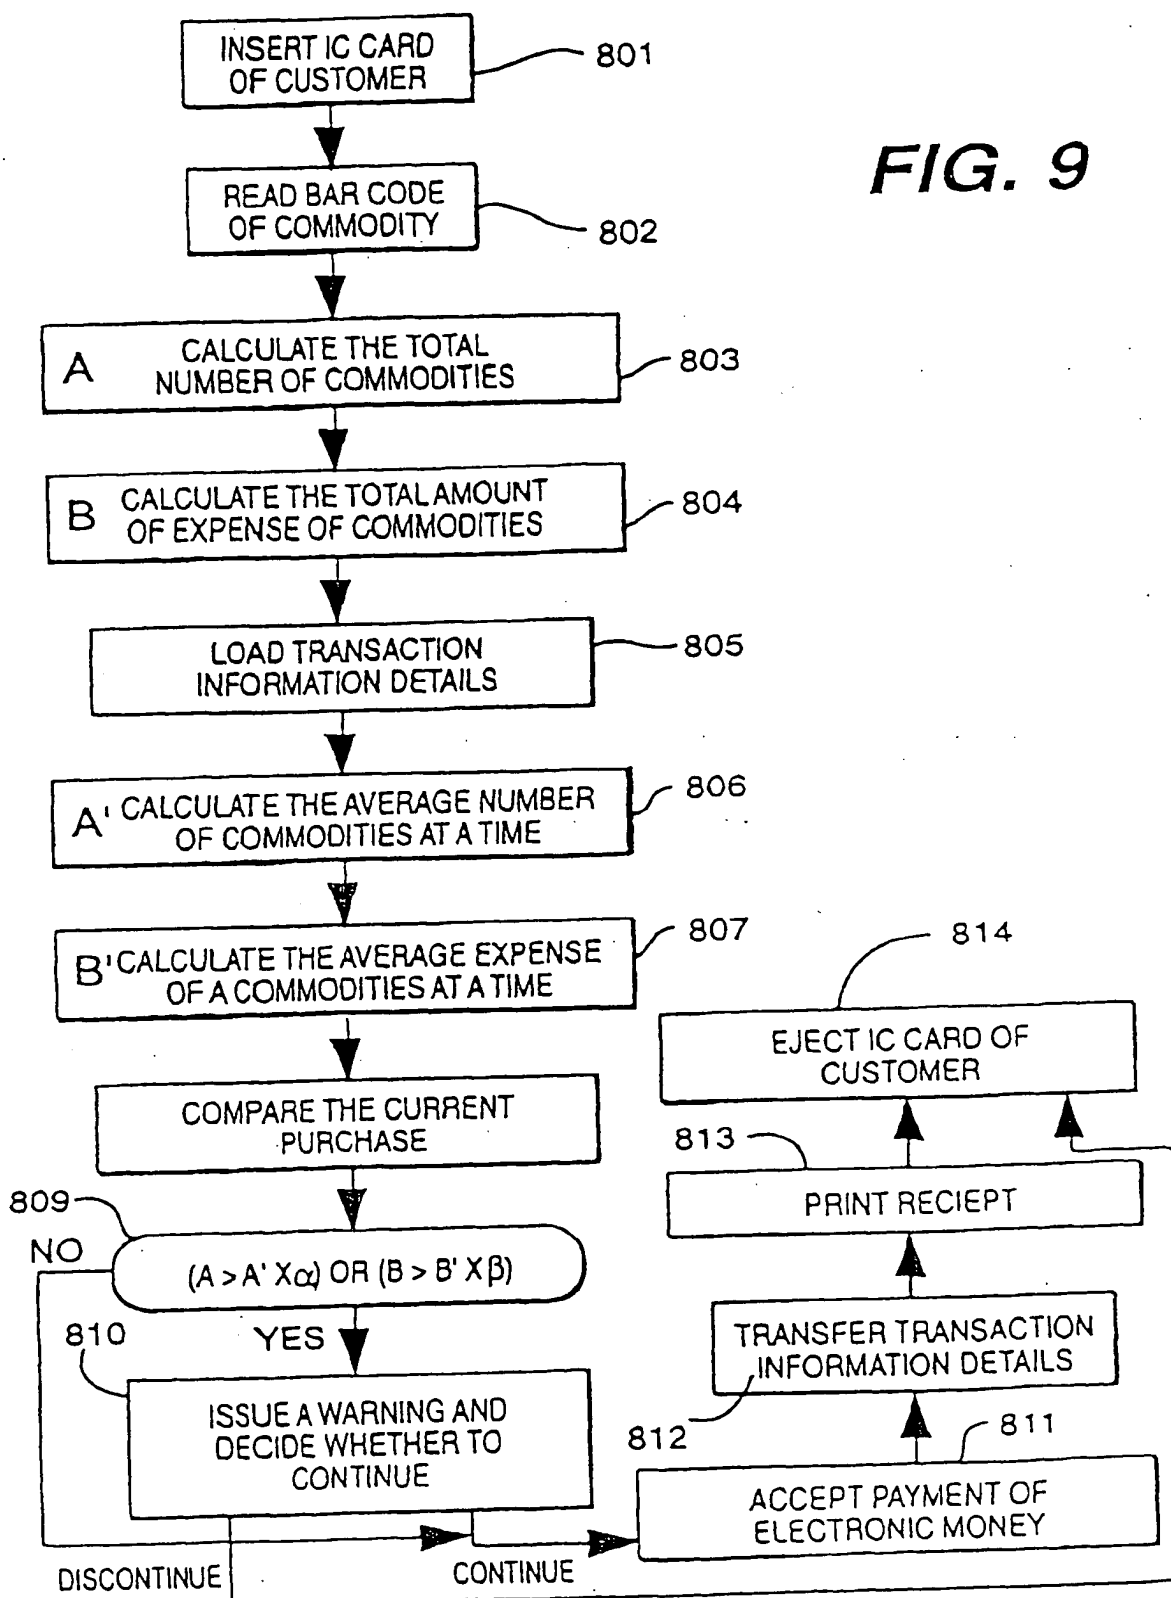 INSERT IC CARD
OF CUSTOMER
801
FIG. 9
READ BAR CODE
OF COMMODITY
802
A CALCULATE THE TOTAL
NUMBER OF COMMODITIES
803
B CALCULATE THE TOTAL AMOUNT
OF EXPENSE OF COMMODITIES
804
LOAD TRANSACTION
INFORMATION DETAILS
805
A' CALCULATE THE AVERAGE NUMBER
OF COMMODITIES AT A TIME
806
B' CALCULATE THE AVERAGE EXPENSE
OF A COMMODITIES AT A TIME
807
COMPARE THE CURRENT
PURCHASE
809
(A > A' X α) OR (B > B' X β)
NO
YES
810
ISSUE A WARNING AND
DECIDE WHETHER TO
CONTINUE
DISCONTINUE
CONTINUE
814
EJECT IC CARD OF
CUSTOMER
813
PRINT RECIEPT
TRANSFER TRANSACTION
INFORMATION DETAILS
812
811
ACCEPT PAYMENT OF
ELECTRONIC MONEY